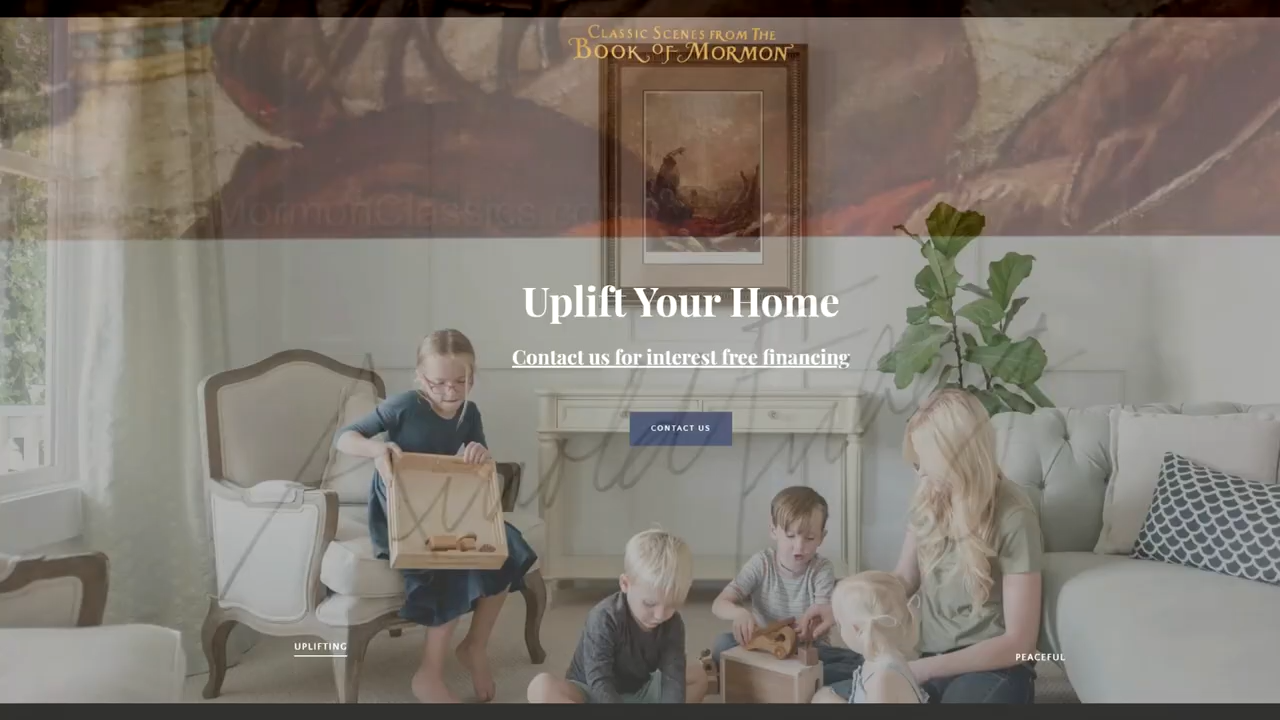 CLASSIC SCENES FROM THE
BOOK OF MORMON
MormonClassics
Uplift Your Home
Contact us for interest free financing
CONTACT US
UPLIFTING
PEACEFUL